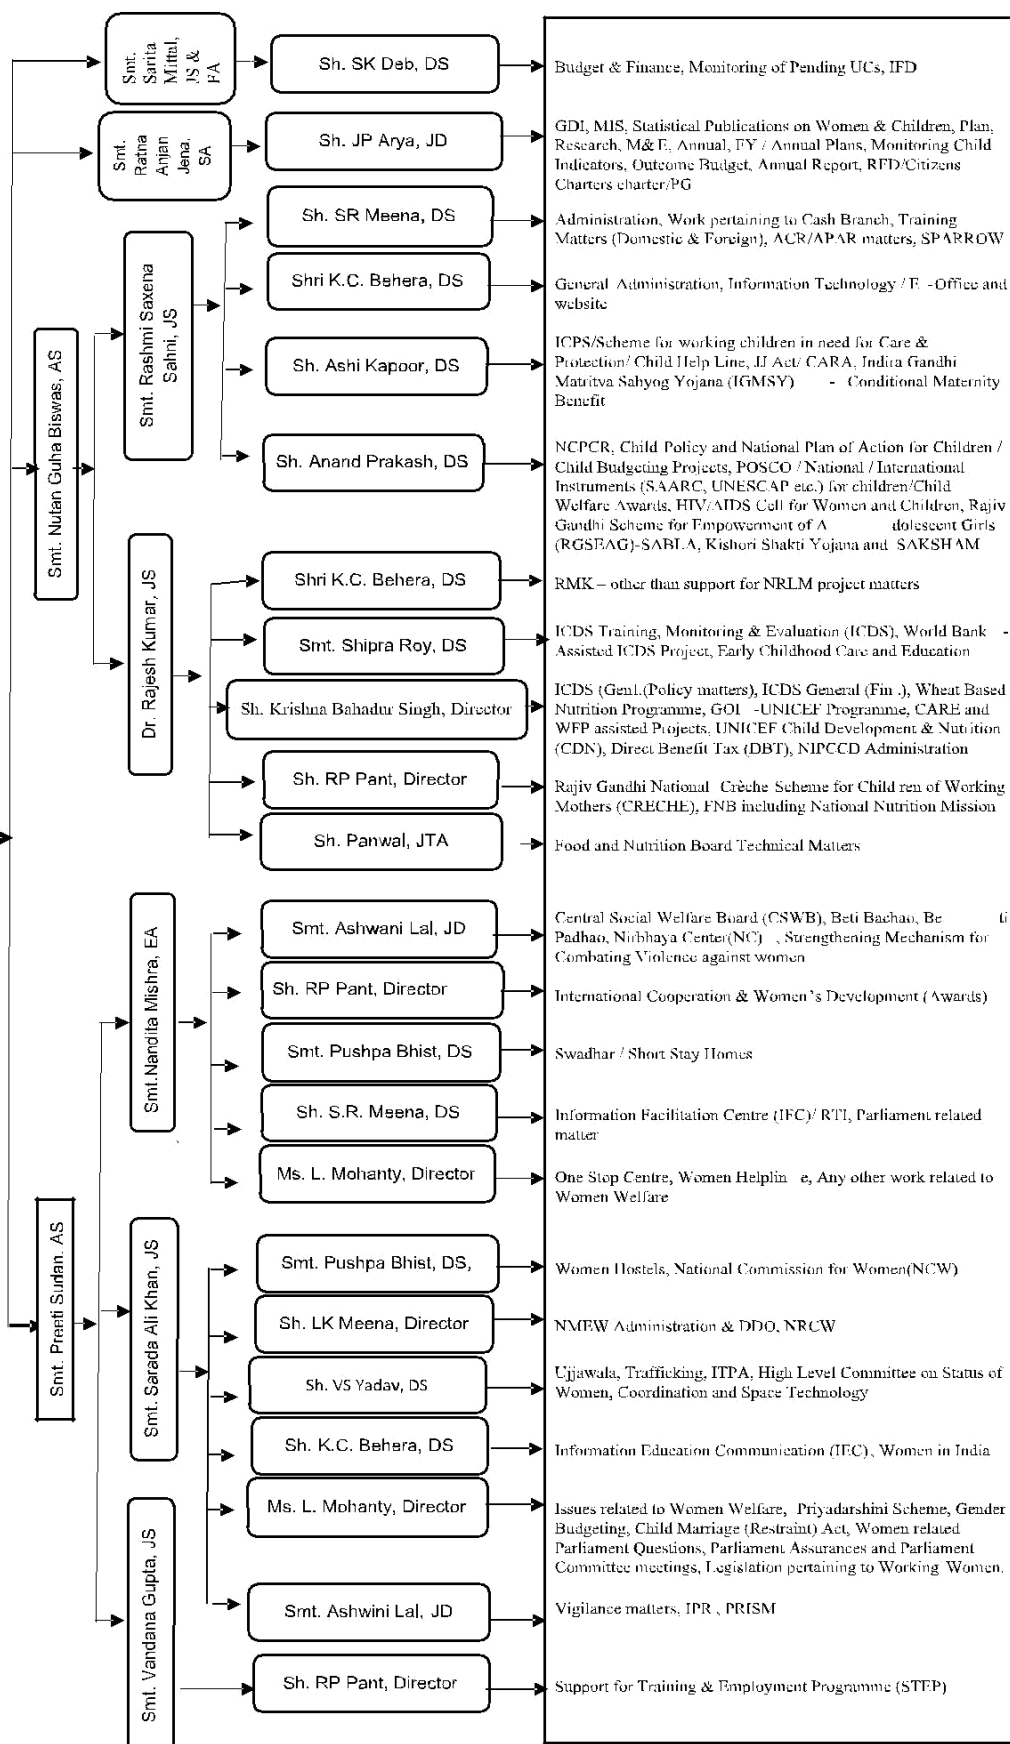 Smt.
Sarita
Mittal,
JS &
FA
Sh. SK Deb, DS
Budget & Finance, Monitoring of Pending UCs, IFD
Smt.
Ratna
Anjan
Jena.
SA
Sh. JP Arya, JD
GDI, MIS, Statistical Publications on Women & Children, Plan,
Research, M& E, Annual, FY / Annual Plans, Monitoring Child
Indicators, Outcome Budget, Annual Report, RFD/Citizens
Charters charter/PG
Smt. Nutan Guha Biswas, AS
Smt. Rashmi Saxena
Sahni, JS
Sh. SR Meena, DS
Administration, Work pertaining to Cash Branch, Training
Matters (Domestic & Foreign), ACR/APAR matters, SPARROW
Shri K.C. Behera, DS
General Administration, Information Technology / E -Office and
website
Sh. Ashi Kapoor, DS
ICPS/Scheme for working children in need for Care &
Protection/ Child Help Line, JJ Act/ CARA, Indira Gandhi
Matritva Sahyog Yojana (IGMSY) - Conditional Maternity
Benefit
Sh. Anand Prakash, DS
NCPCR, Child Policy and National Plan of Action for Children /
Child Budgeting Projects, POSCO / National / International
Instruments (SAARC, UNESCAP etc.) for children/Child
Welfare Awards, HIV/AIDS Cell for Women and Children, Rajiv
Gandhi Scheme for Empowerment of A dolescent Girls
(RGSEAG)-SABLA, Kishori Shakti Yojana and SAKSHAM
Dr. Rajesh Kumar, JS
Shri K.C. Behera, DS
RMK – other than support for NRLM project matters
Smt. Shipra Roy, DS
ICDS Training, Monitoring & Evaluation (ICDS), World Bank -
Assisted ICDS Project, Early Childhood Care and Education
Sh. Krishna Bahadur Singh, Director
ICDS (Genl.(Policy matters), ICDS General (Fin .), Wheat Based
Nutrition Programme, GOI -UNICEF Programme, CARE and
WFP assisted Projects, UNICEF Child Development & Nutrition
(CDN), Direct Benefit Tax (DBT), NIPCCD Administration
Sh. RP Pant, Director
Rajiv Gandhi National Crèche Scheme for Child ren of Working
Mothers (CRECHE), FNB including National Nutrition Mission
Sh. Panwal, JTA
Food and Nutrition Board Technical Matters
Smt. Preeti Sudan. AS
Smt.Nandita Mishra, EA
Smt. Ashwani Lal, JD
Central Social Welfare Board (CSWB), Beti Bachao, Be ti
Padhao, Nirbhaya Center(NC) , Strengthening Mechanism for
Combating Violence against women
Sh. RP Pant, Director
International Cooperation & Women's Development (Awards)
Smt. Pushpa Bhist, DS
Swadhar / Short Stay Homes
Sh. S.R. Meena, DS
Information Facilitation Centre (IFC)/ RTI, Parliament related
matter
Ms. L. Mohanty, Director
One Stop Centre, Women Helplin e, Any other work related to
Women Welfare
Smt. Sarada Ali Khan, JS
Smt. Pushpa Bhist, DS,
Women Hostels, National Commission for Women(NCW)
Sh. LK Meena, Director
NMEW Administration & DDO, NRCW
Sh. VS Yadav, DS
Ujjawala, Trafficking, ITPA, High Level Committee on Status of
Women, Coordination and Space Technology
Sh. K.C. Behera, DS
Information Education Communication (IEC), Women in India
Ms. L. Mohanty, Director
Issues related to Women Welfare, Priyadarshini Scheme, Gender
Budgeting, Child Marriage (Restraint) Act, Women related
Parliament Questions, Parliament Assurances and Parliament
Committee meetings, Legislation pertaining to Working Women.
Smt. Ashwini Lal, JD
Vigilance matters, IPR , PRISM
Smt. Vandana Gupta, JS
Sh. RP Pant, Director
Support for Training & Employment Programme (STEP)